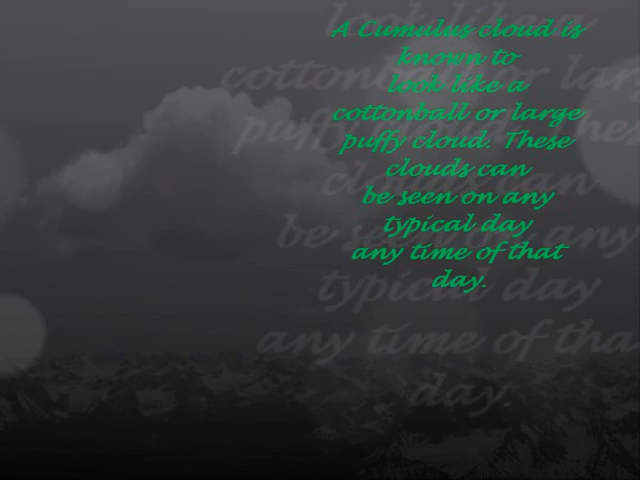 A Cumulus cloud is
known to
look like a
cottonball or large
puffy cloud. These
clouds can
be seen on any
typical day
any time of that
day.